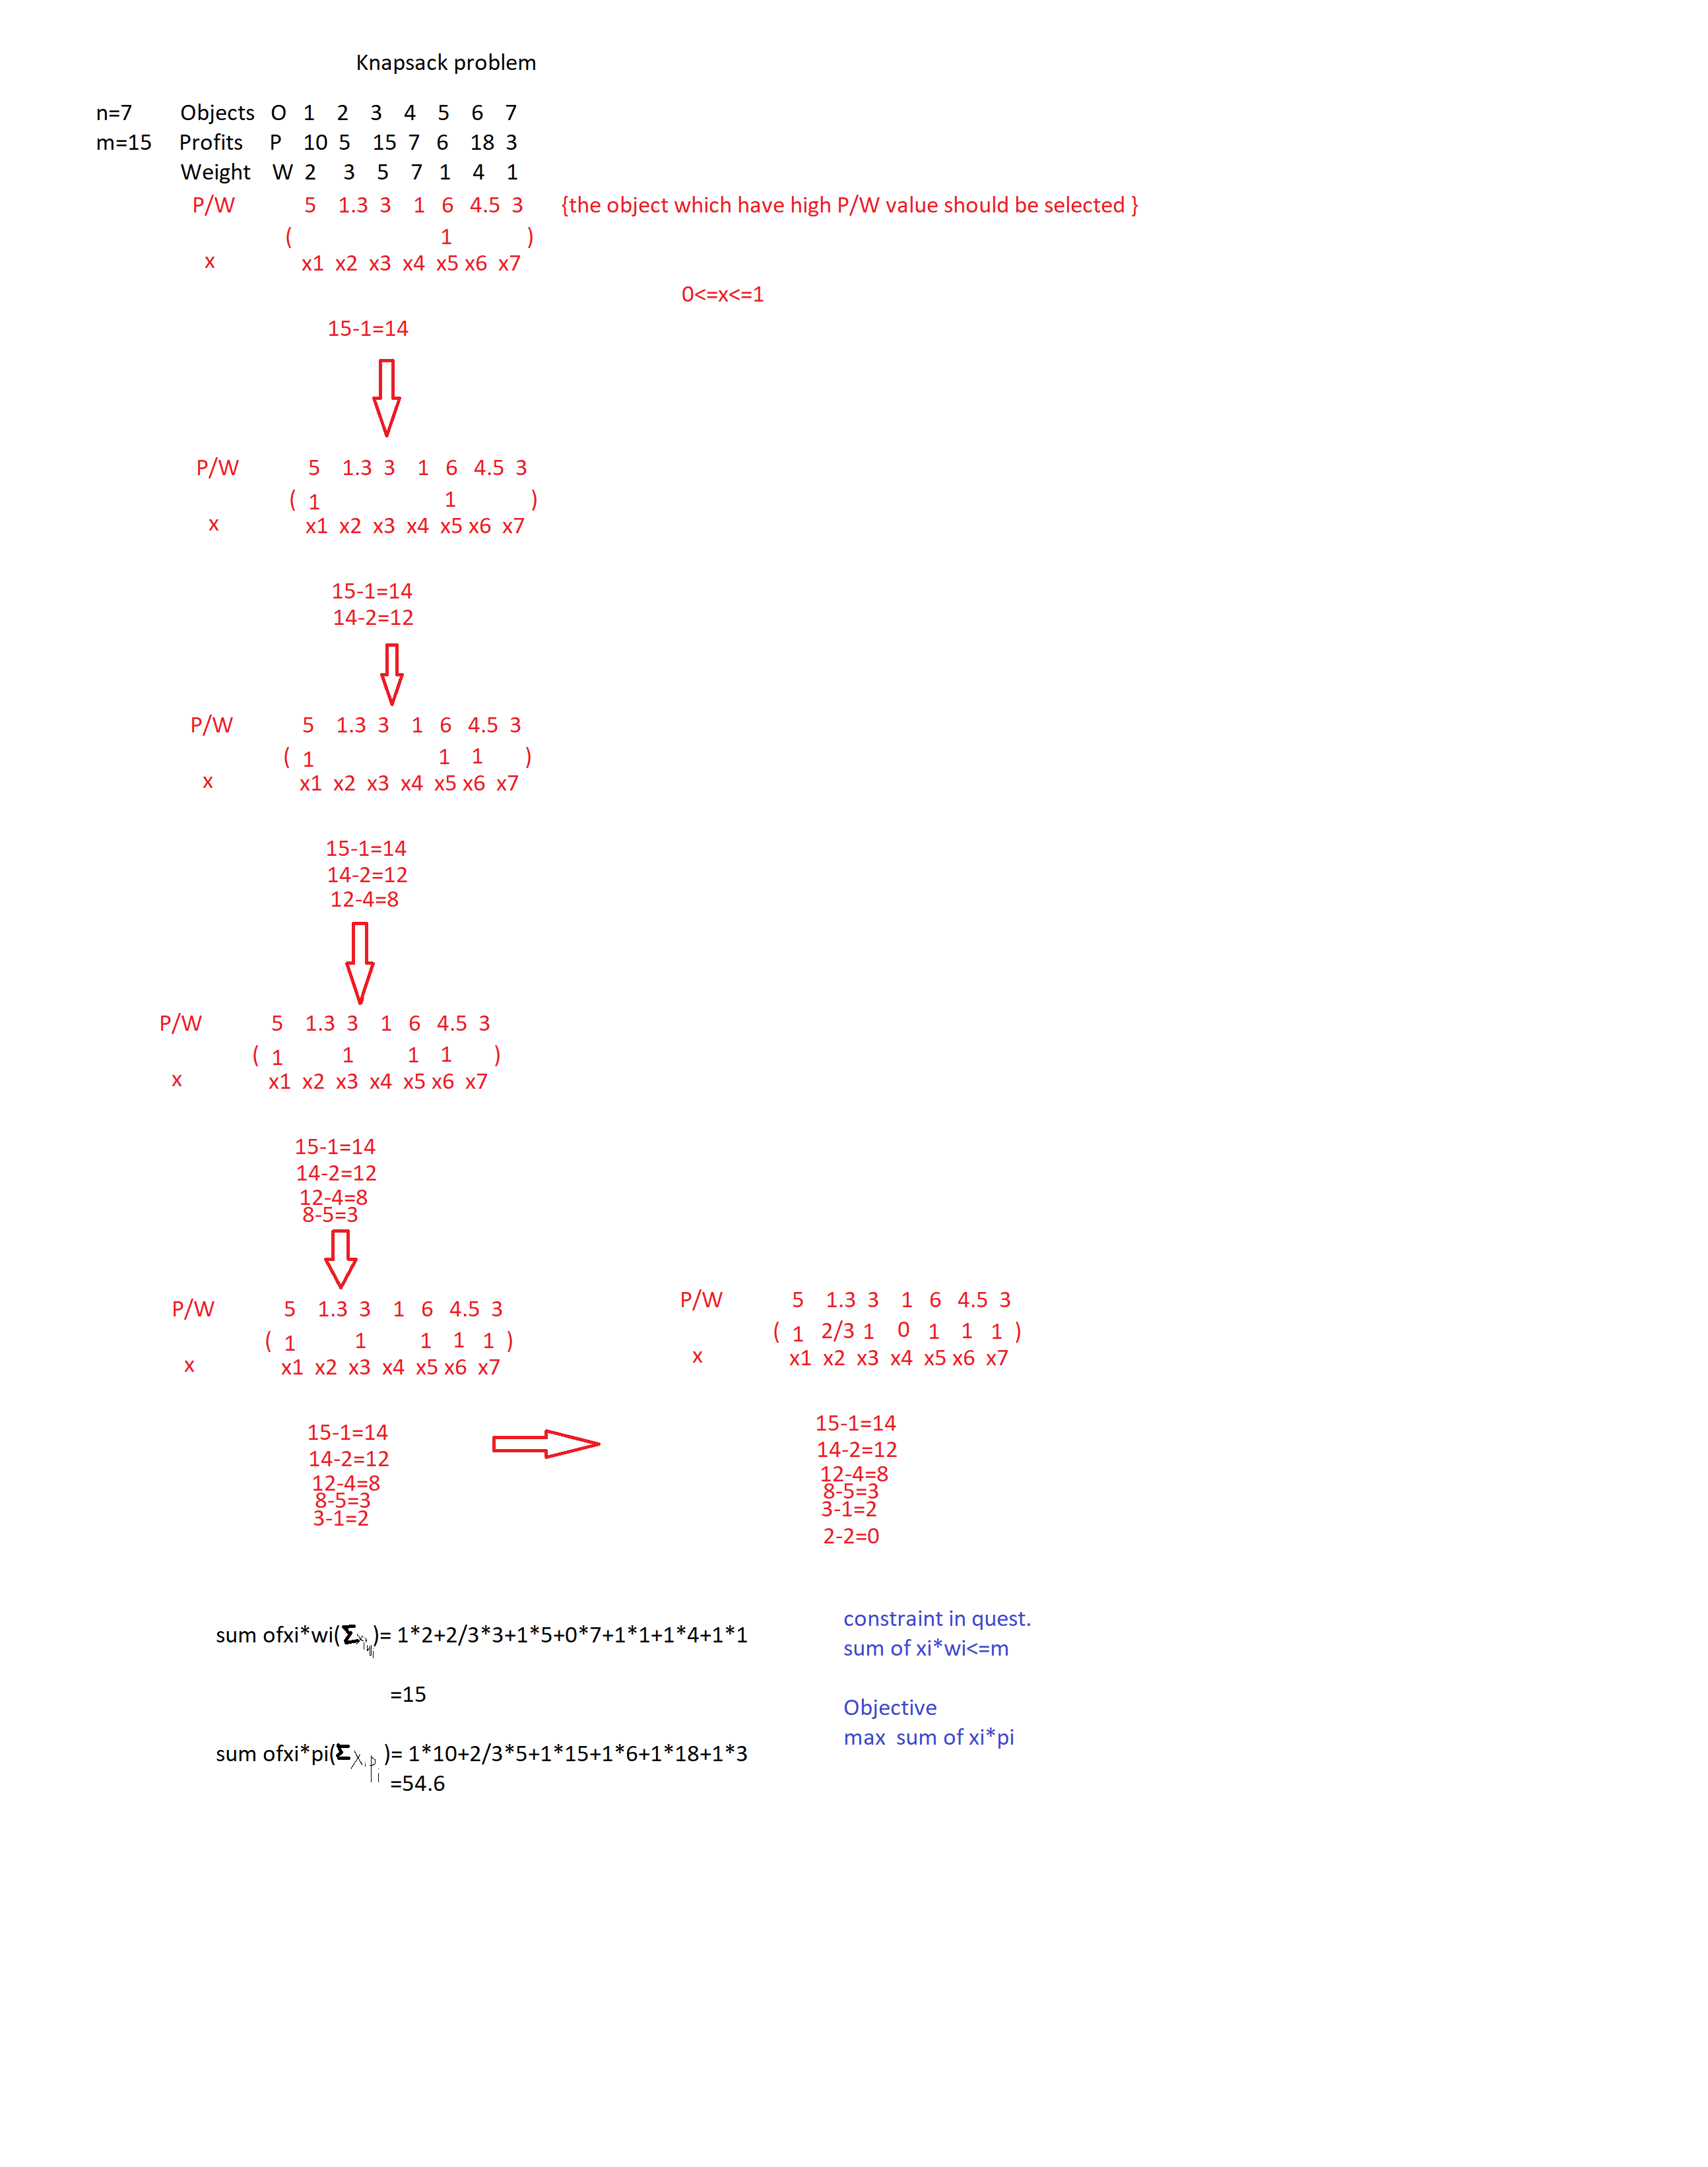 Knapsack problem
n=7 Objects O 1 2 3 4 5 6 7
m=15 Profits P 10 5 15 7 6 18 3
Weight W 2 3 5 7 1 4 1
P/W 5 1.3 3 1 6 4.5 3 {the object which have high P/W value should be selected }
( 1 )
x x1 x2 x3 x4 x5 x6 x7
0<=x<=1
15-1=14
P/W 5 1.3 3 1 6 4.5 3
( 1 1 )
x x1 x2 x3 x4 x5 x6 x7
15-1=14
14-2=12
P/W 5 1.3 3 1 6 4.5 3
( 1 1 1 )
x x1 x2 x3 x4 x5 x6 x7
15-1=14
14-2=12
12-4=8
P/W 5 1.3 3 1 6 4.5 3
( 1 1 1 1 )
x x1 x2 x3 x4 x5 x6 x7
15-1=14
14-2=12
12-4=8
8-5=3
P/W 5 1.3 3 1 6 4.5 3
( 1 1 1 1 1 )
x x1 x2 x3 x4 x5 x6 x7
15-1=14
14-2=12
12-4=8
8-5=3
3-1=2
P/W 5 1.3 3 1 6 4.5 3
( 1 2/3 1 0 1 1 1 )
x x1 x2 x3 x4 x5 x6 x7
15-1=14
14-2=12
12-4=8
8-5=3
3-1=2
2-2=0
sum ofxi*wi(Σxiwi)= 1*2+2/3*3+1*5+0*7+1*1+1*4+1*1
=15
sum ofxi*pi(Σxipi )= 1*10+2/3*5+1*15+1*6+1*18+1*3
=54.6
constraint in quest.
sum of xi*wi<=m
Objective
max sum of xi*pi